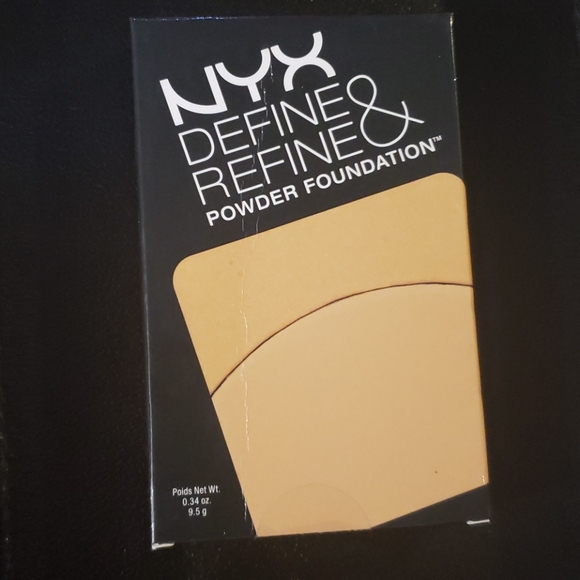 NYX
DEFINE &
REFINE
POWDER FOUNDATION™
Poids Net Wt.
0.34 oz.
9.5 g